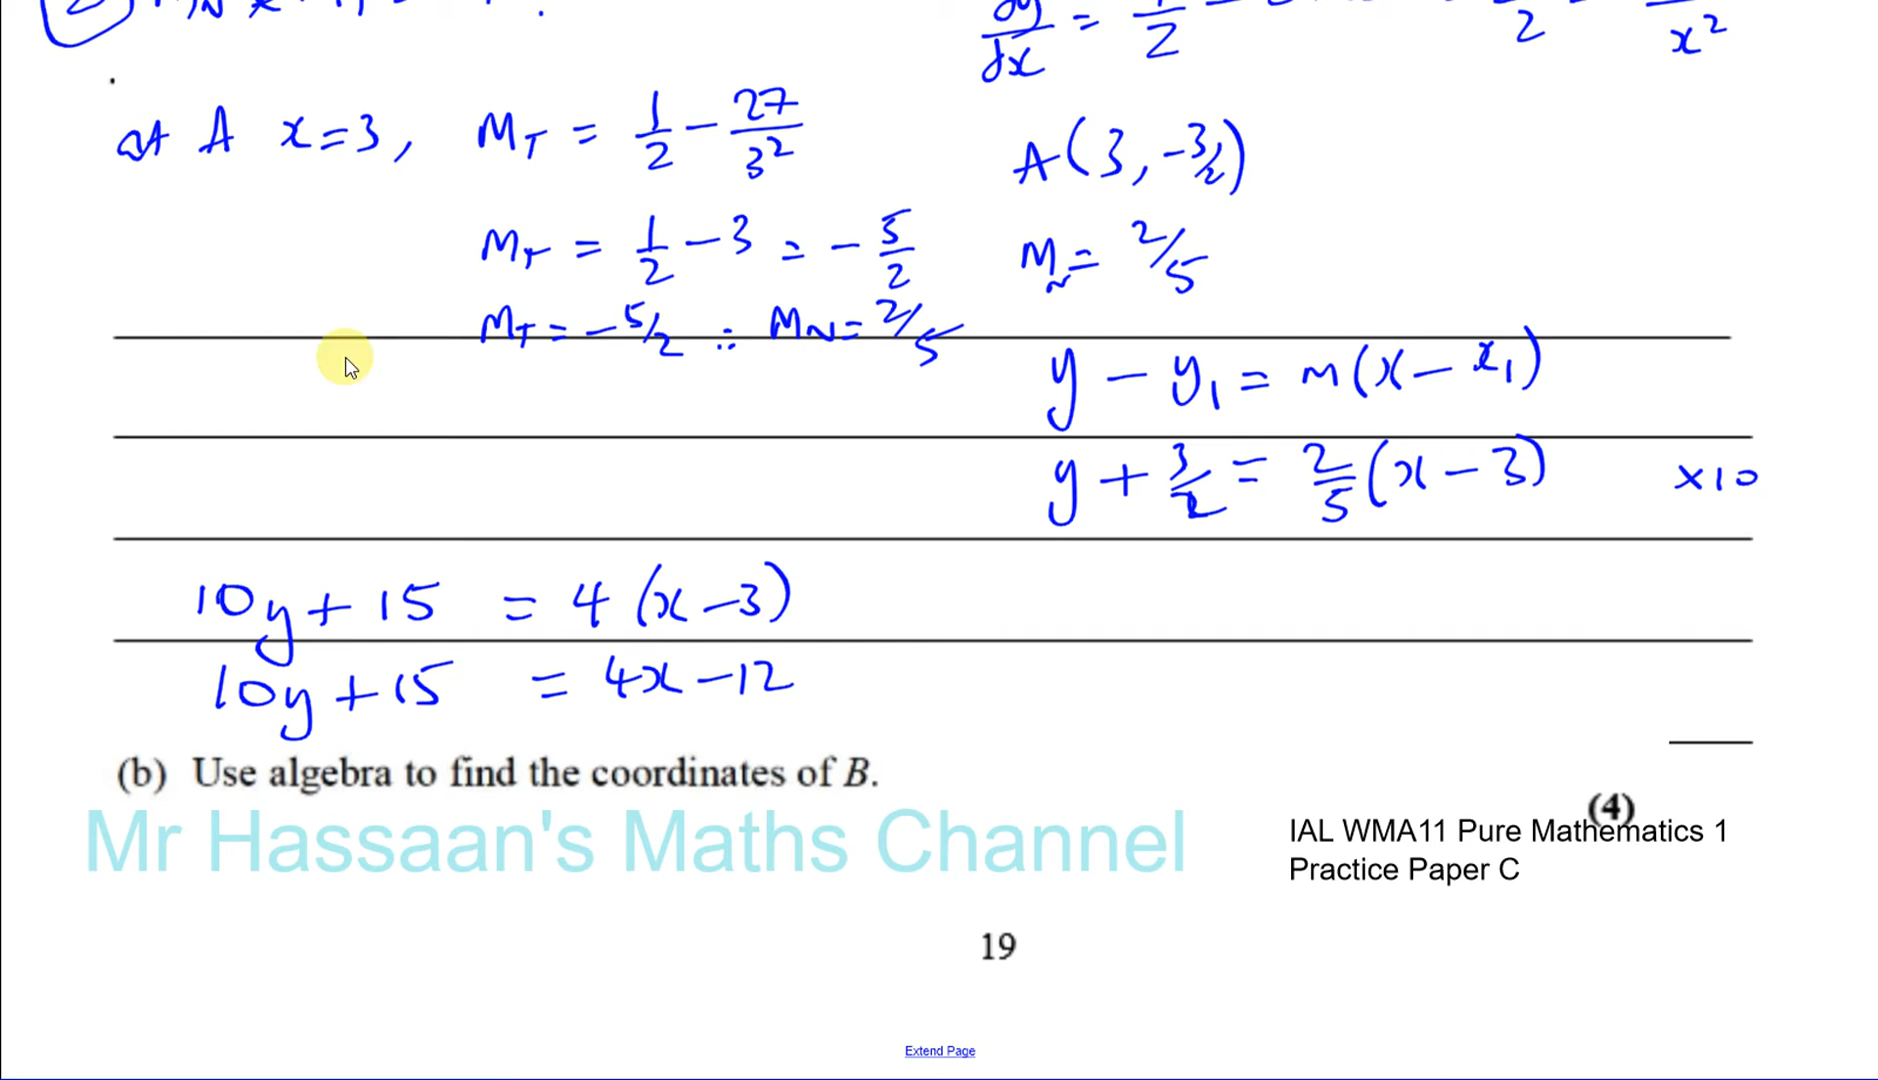 dy/dx = 1/2 2 x²
at A x=3, M_T = 1/2 - 27/3²
A(3, -3/2)
M_T = 1/2 - 3 = -5/2
M_N = 2/5
M_T = -5/2 ∴ M_N = 2/5
y - y₁ = m(x - x₁)
y + 3/2 = 2/5 (x - 3) ×10
10y + 15 = 4(x - 3)
10y + 15 = 4x - 12
(b) Use algebra to find the coordinates of B.
(4)
Mr Hassaan's Maths Channel
IAL WMA11 Pure Mathematics 1
Practice Paper C
19
Extend Page